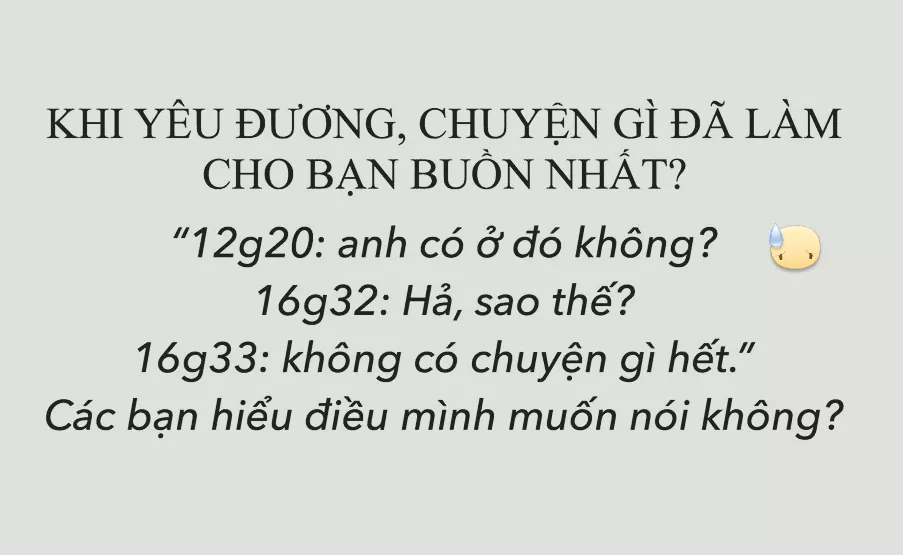 KHI YÊU ĐƯƠNG, CHUYỆN GÌ ĐÃ LÀM
CHO BẠN BUỒN NHẤT?
“12g20: anh có ở đó không?
16g32: Hả, sao thế?
16g33: không có chuyện gì hết.”
Các bạn hiểu điều mình muốn nói không?